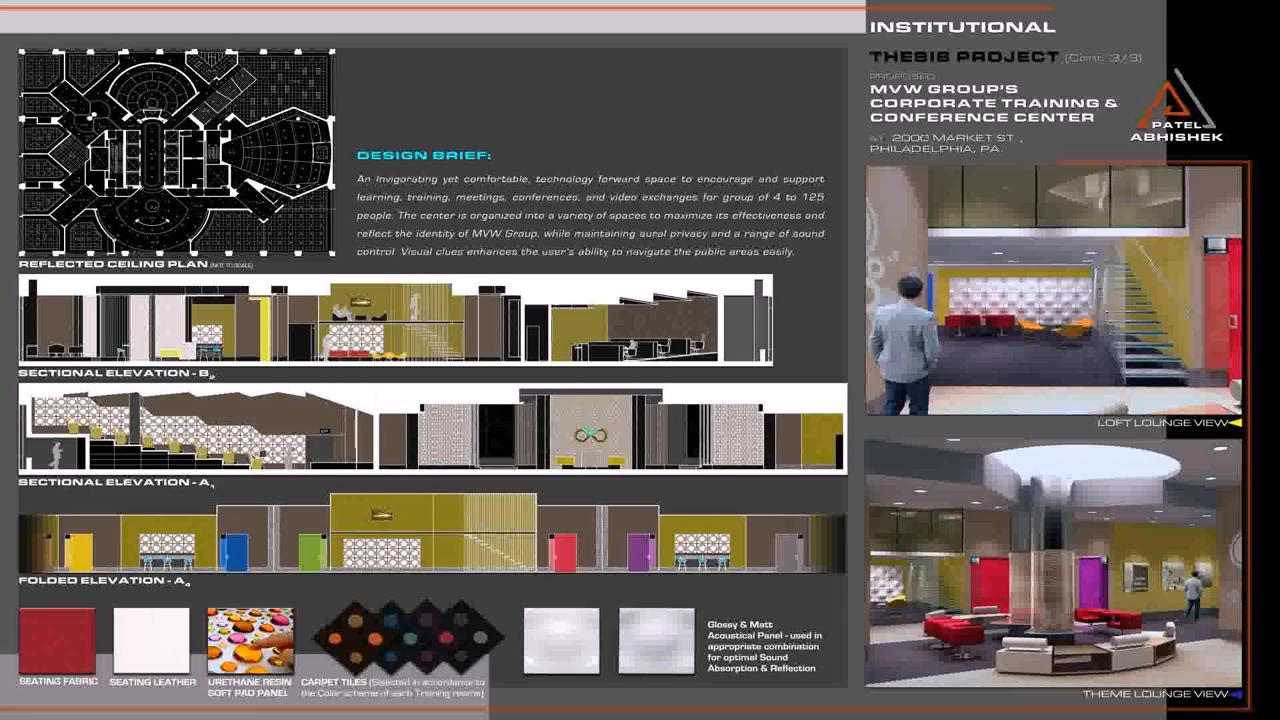 INSTITUTIONAL
THESIS PROJECT (Cont. 3/3)
PROPOSED
MVW GROUP'S
CORPORATE TRAINING &
CONFERENCE CENTER
AT 2000 MARKET ST.,
PHILADELPHIA, PA.
PATEL
ABHISHEK
DESIGN BRIEF:
An Invigorating yet comfortable, technology forward space to encourage and support
learning, training, meetings, conferences, and video exchanges for group of 4 to 125
people. The center is organized into a variety of spaces to maximize its effectiveness and
reflect the identity of MVW Group, while maintaining aural privacy and a range of sound
control. Visual clues enhances the user's ability to navigate the public areas easily.
REFLECTED CEILING PLAN (NOT TO SCALE)
SECTIONAL ELEVATION - B
SECTIONAL ELEVATION - A
FOLDED ELEVATION - A
LOFT LOUNGE VIEW
THEME LOUNGE VIEW
SEATING FABRIC
SEATING LEATHER
URETHANE RESIN
SOFT PAD PANEL
CARPET TILES (Selected in accordance to
the Color scheme of each Training rooms)
Glossy & Matt
Acoustical Panel - used in
appropriate combination
for optimal Sound
Absorption & Reflection